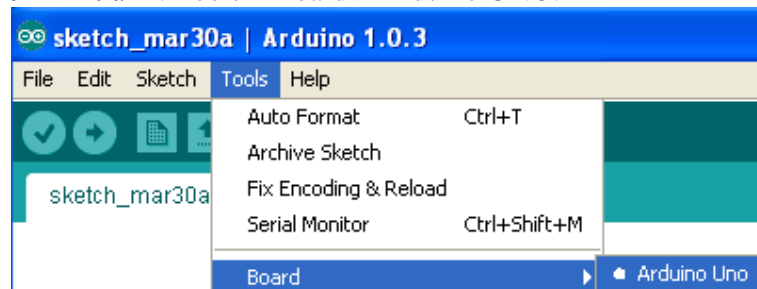 sketch_mar30a | Arduino 1.0.3
File Edit Sketch Tools Help
Auto Format Ctrl+T
Archive Sketch
sketch_mar30a
Fix Encoding & Reload
Serial Monitor Ctrl+Shift+M
Board
Arduino Uno